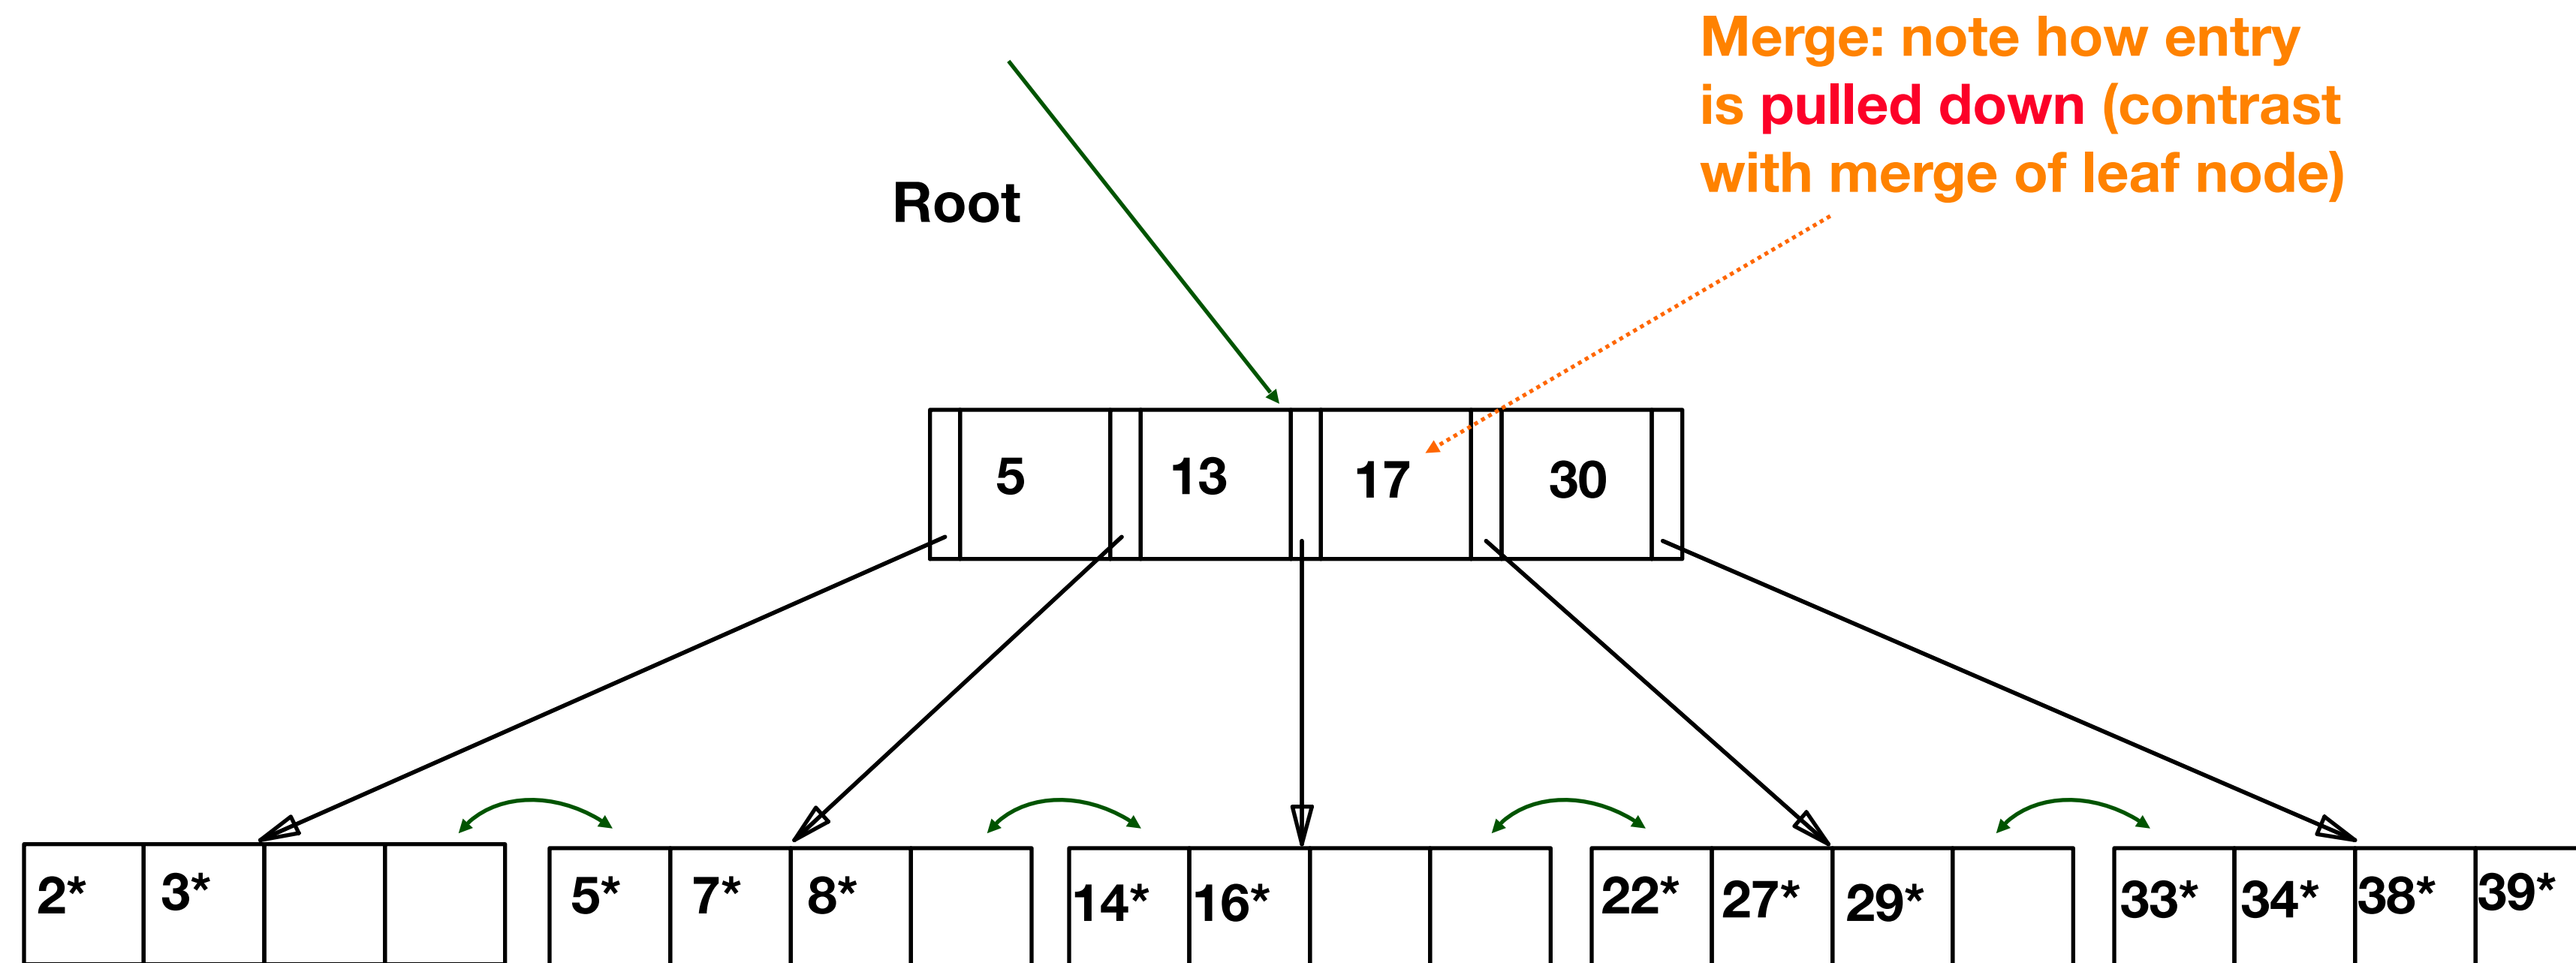 Merge: note how entry
is pulled down (contrast
with merge of leaf node)
Root
5 13 17 30
2* 3* 5* 7* 8* 14* 16* 22* 27* 29* 33* 34* 38* 39*